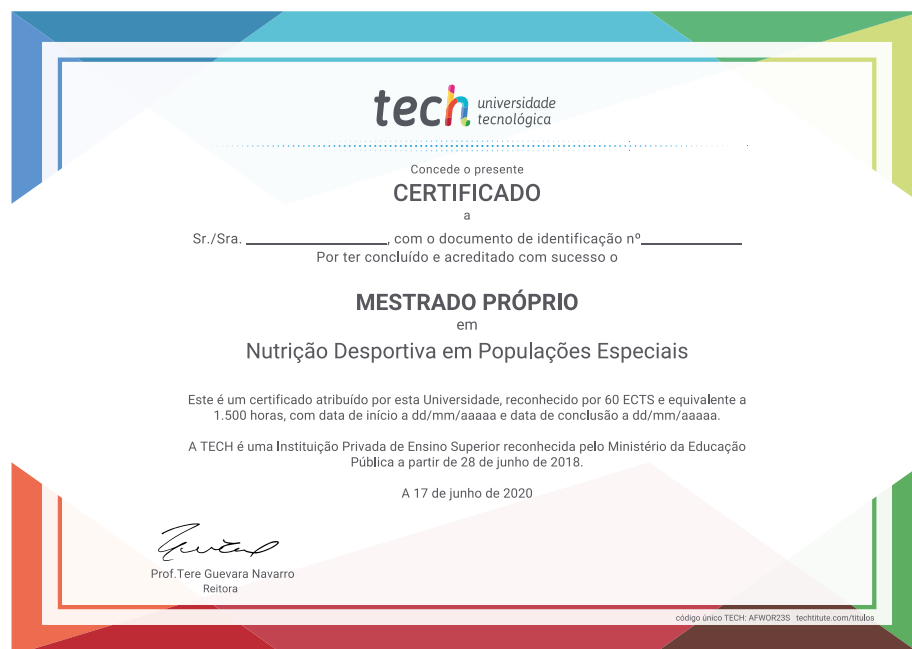 tech universidade
tecnológica
Concede o presente
CERTIFICADO
a
Sr./Sra. ________________, com o documento de identificação nº____________
Por ter concluído e acreditado com sucesso o
MESTRADO PRÓPRIO
em
Nutrição Desportiva em Populações Especiais
Este é um certificado atribuído por esta Universidade, reconhecido por 60 ECTS e equivalente a
1.500 horas, com data de início a dd/mm/aaaaa e data de conclusão a dd/mm/aaaaa.
A TECH é uma Instituição Privada de Ensino Superior reconhecida pelo Ministério da Educação
Pública a partir de 28 de junho de 2018.
A 17 de junho de 2020
Prof.Tere Guevara Navarro
Reitora
código único TECH: AFWOR23S techtitute.com/titulos